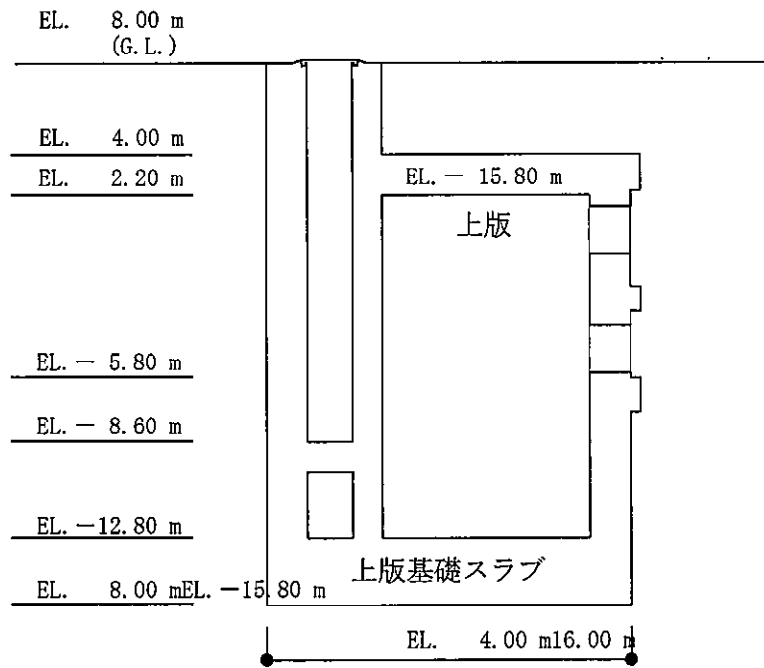 EL. 8.00 m
(G.L.)
EL. 4.00 m
EL. 2.20 m
EL.－ 15.80 m
上版
EL.－ 5.80 m
EL.－ 8.60 m
EL.－12.80 m
上版基礎スラブ
EL. 8.00 mEL.－15.80 m
EL. 4.00 m16.00 m